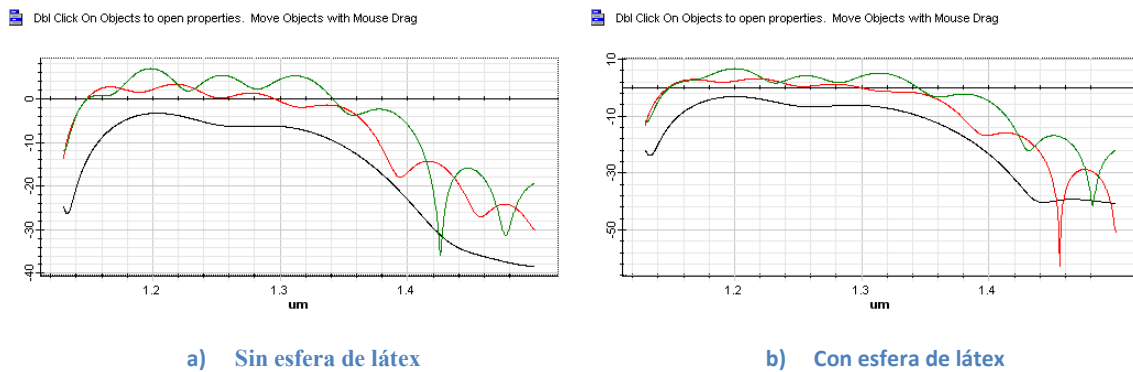 Dbl Click On Objects to open properties. Move Objects with Mouse Drag
0
-10
-20
-30
-40
1.2
1.3
1.4
um
a) Sin esfera de látex
Dbl Click On Objects to open properties. Move Objects with Mouse Drag
10
-10
-30
-50
1.2
1.3
1.4
um
b) Con esfera de látex